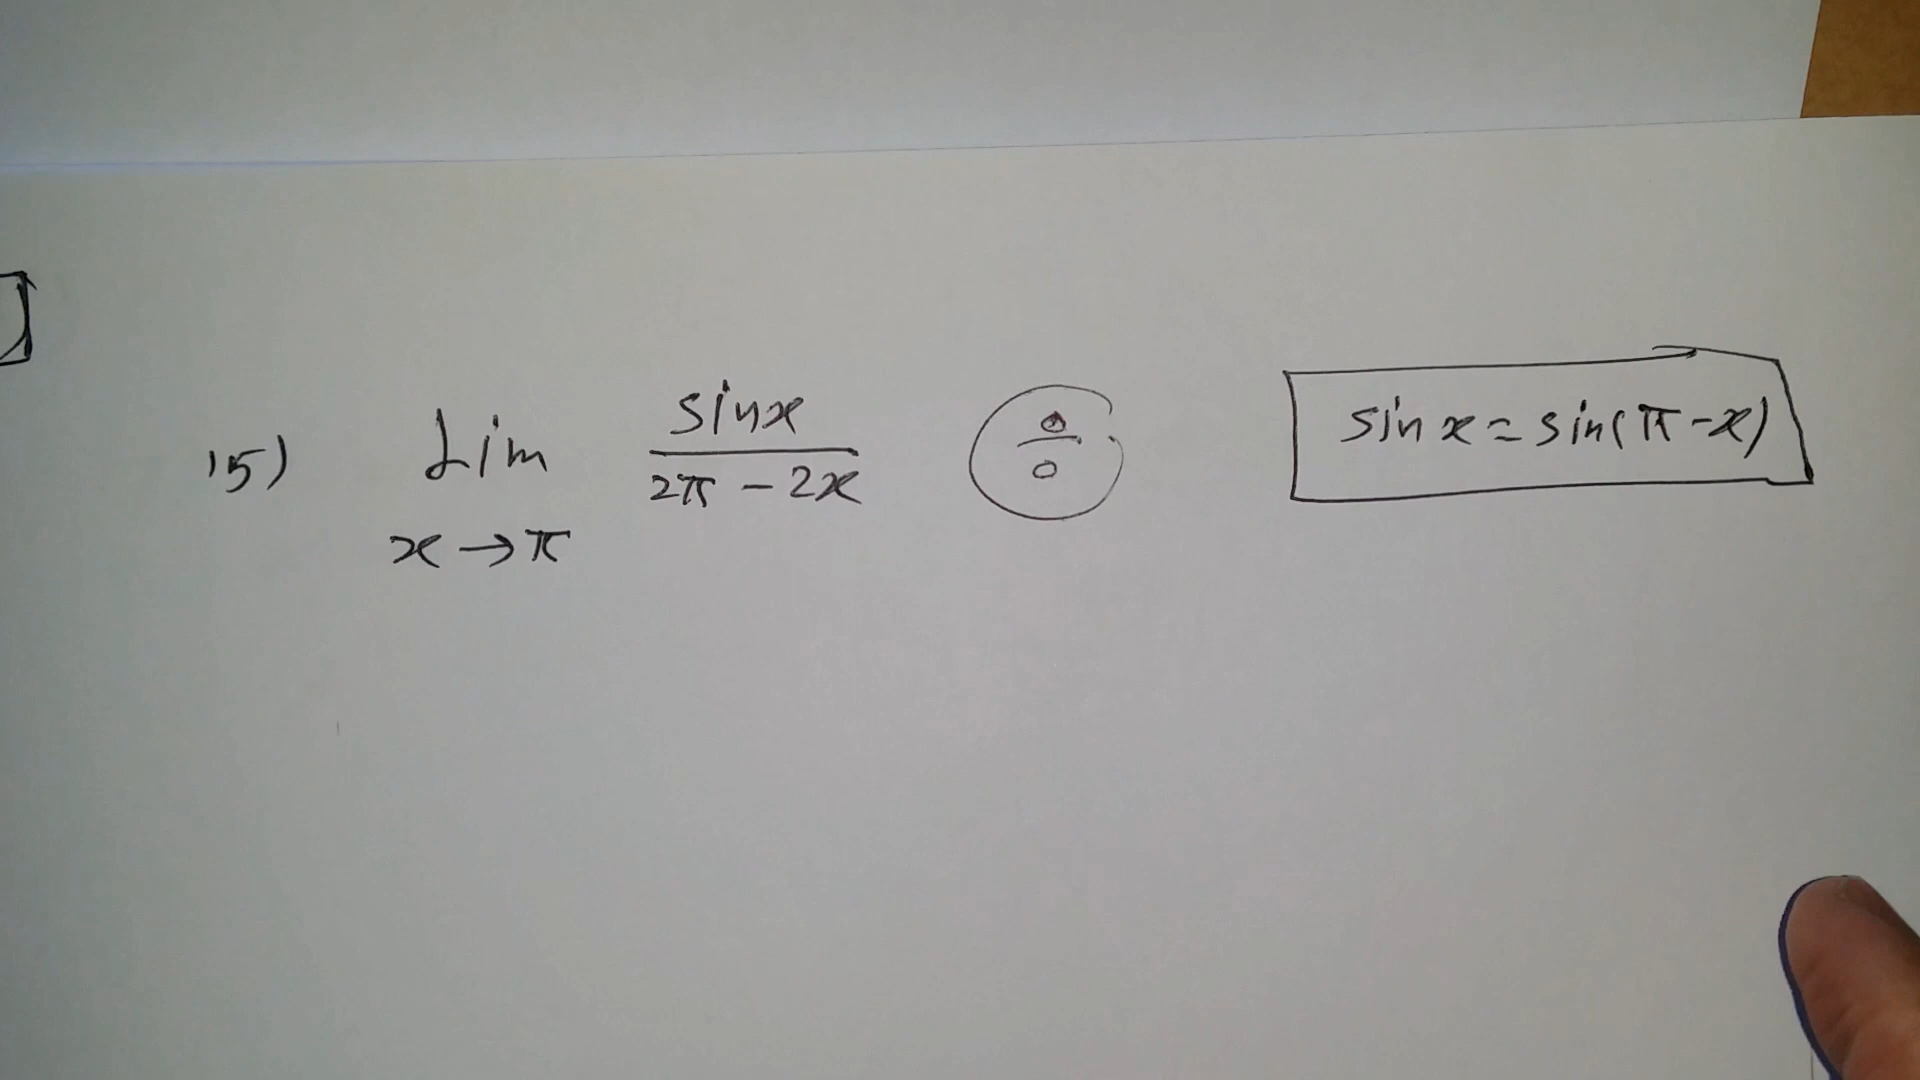 15) Lim sinx / 2π - 2x 0/0 sin x = sin(π - x)
x → π